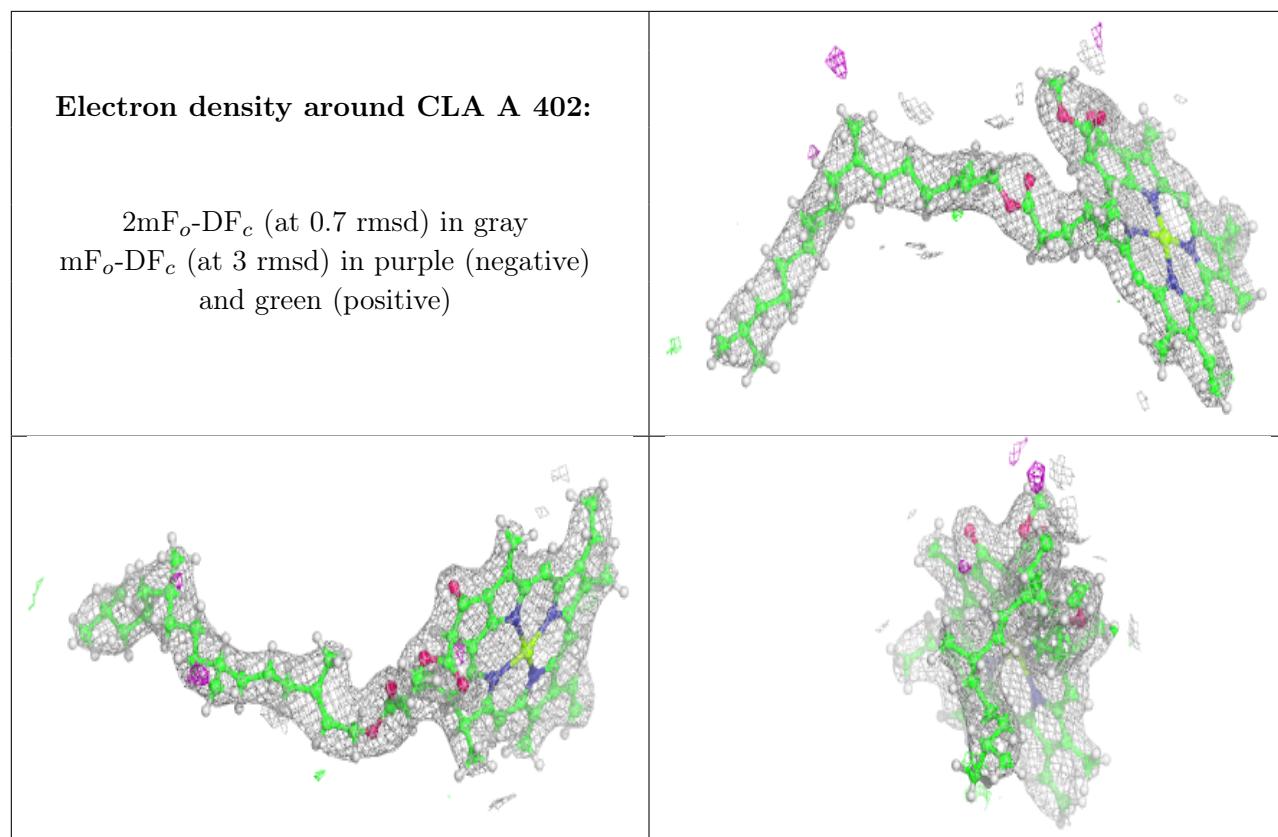 Electron density around CLA A 402:
2mFₒ-DF𝒸 (at 0.7 rmsd) in gray
mFₒ-DF𝒸 (at 3 rmsd) in purple (negative)
and green (positive)